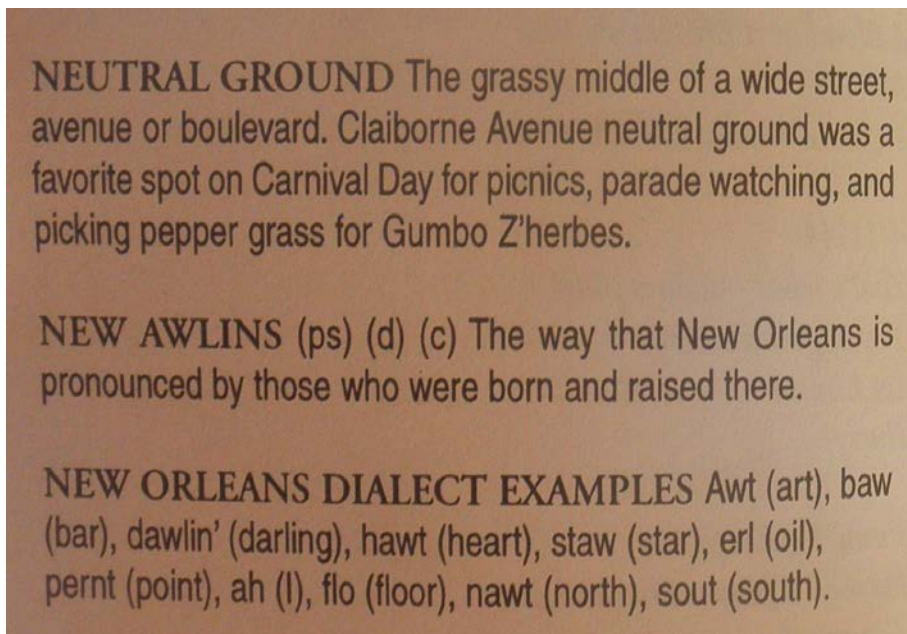 NEUTRAL GROUND The grassy middle of a wide street,
avenue or boulevard. Claiborne Avenue neutral ground was a
favorite spot on Carnival Day for picnics, parade watching, and
picking pepper grass for Gumbo Z'herbes.
NEW AWLINS (ps) (d) (c) The way that New Orleans is
pronounced by those who were born and raised there.
NEW ORLEANS DIALECT EXAMPLES Awt (art), baw
(bar), dawlin' (darling), hawt (heart), staw (star), erl (oil),
pernt (point), ah (I), flo (floor), nawt (north), sout (south).